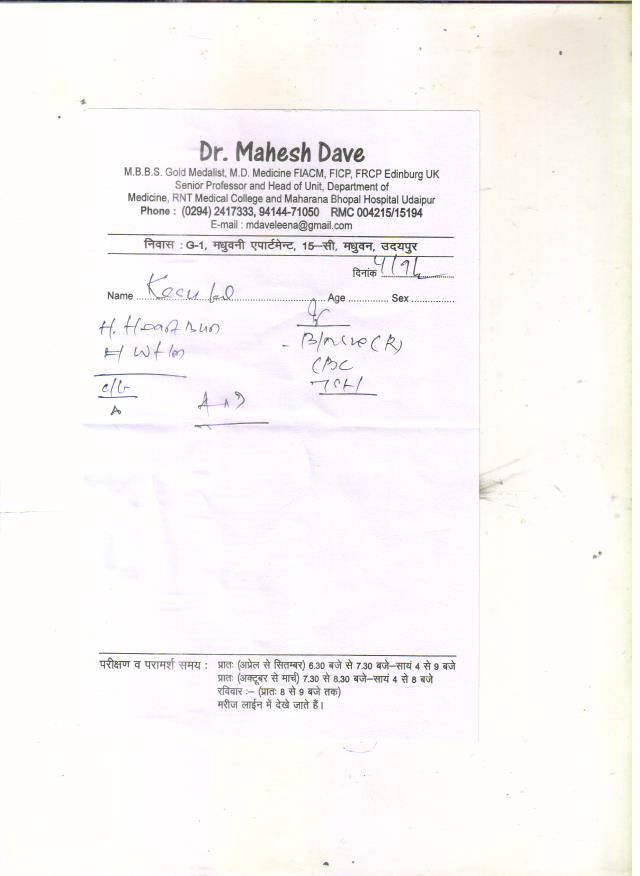 Dr. Mahesh Dave
M.B.B.S. Gold Medalist, M.D. Medicine FIACM, FICP, FRCP Edinburg UK
Senior Professor and Head of Unit, Department of
Medicine, RNT Medical College and Maharana Bhopal Hospital Udaipur
Phone : (0294) 2417333, 94144-71050 RMC 004215/15194
E-mail : mdaveleena@gmail.com
निवास : G-1, मधुवनी एपार्टमेन्ट, 15–सी, मधुवन, उदयपुर
दिनांक
Name Age Sex
H. Heart Burn
CBC
TSH
परीक्षण व परामर्श समय : प्रातः (अप्रेल से सितम्बर) 6.30 बजे से 7.30 बजे–सायं 4 से 9 बजे
प्रातः (अक्टूबर से मार्च) 7.30 से 8.30 बजे–सायं 4 से 8 बजे
रविवार :– (प्रातः 8 से 9 बजे तक)
मरीज लाईन में देखे जाते हैं।